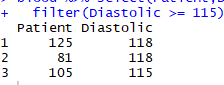 +   filter(Diastolic >= 115)
  Patient Diastolic
1     125       118
2      81       118
3     105       115